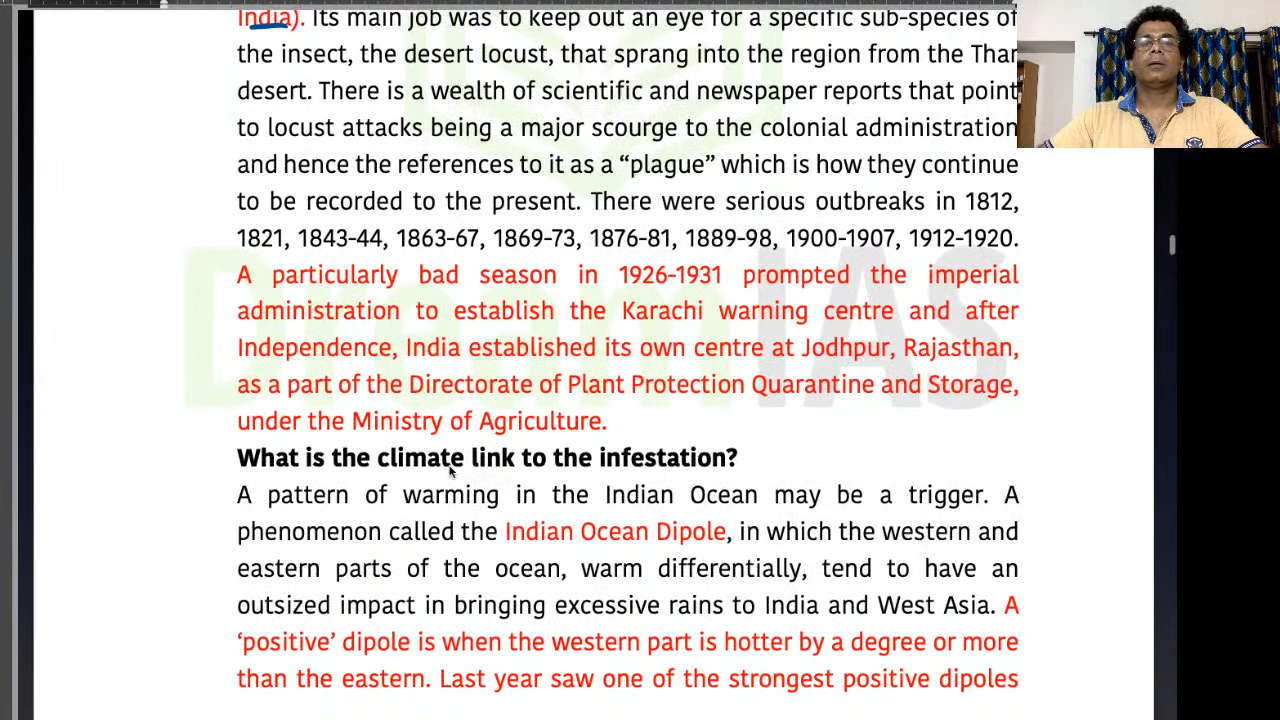 India). Its main job was to keep out an eye for a specific sub-species of
the insect, the desert locust, that sprang into the region from the Thar
desert. There is a wealth of scientific and newspaper reports that point
to locust attacks being a major scourge to the colonial administration
and hence the references to it as a “plague” which is how they continue
to be recorded to the present. There were serious outbreaks in 1812,
1821, 1843-44, 1863-67, 1869-73, 1876-81, 1889-98, 1900-1907, 1912-1920.
A particularly bad season in 1926-1931 prompted the imperial
administration to establish the Karachi warning centre and after
Independence, India established its own centre at Jodhpur, Rajasthan,
as a part of the Directorate of Plant Protection Quarantine and Storage,
under the Ministry of Agriculture.
What is the climate link to the infestation?
A pattern of warming in the Indian Ocean may be a trigger. A
phenomenon called the Indian Ocean Dipole, in which the western and
eastern parts of the ocean, warm differentially, tend to have an
outsized impact in bringing excessive rains to India and West Asia. A
‘positive’ dipole is when the western part is hotter by a degree or more
than the eastern. Last year saw one of the strongest positive dipoles
DreamIAS